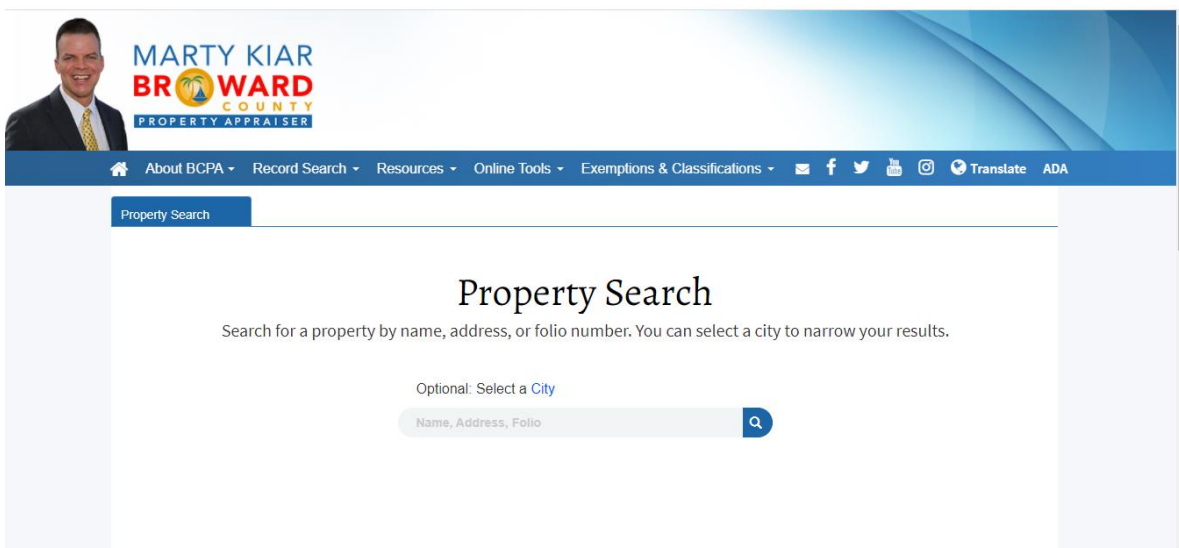 MARTY KIAR
BROWARD
COUNTY
PROPERTY APPRAISER
About BCPA Record Search Resources Online Tools Exemptions & Classifications You Tube Translate ADA
Property Search
Property Search
Search for a property by name, address, or folio number. You can select a city to narrow your results.
Optional: Select a City
Name, Address, Folio